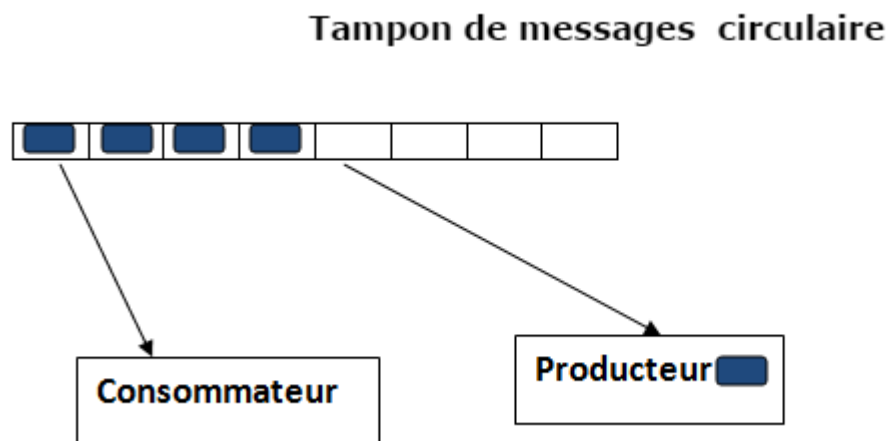 Tampon de messages circulaire
Consommateur
Producteur